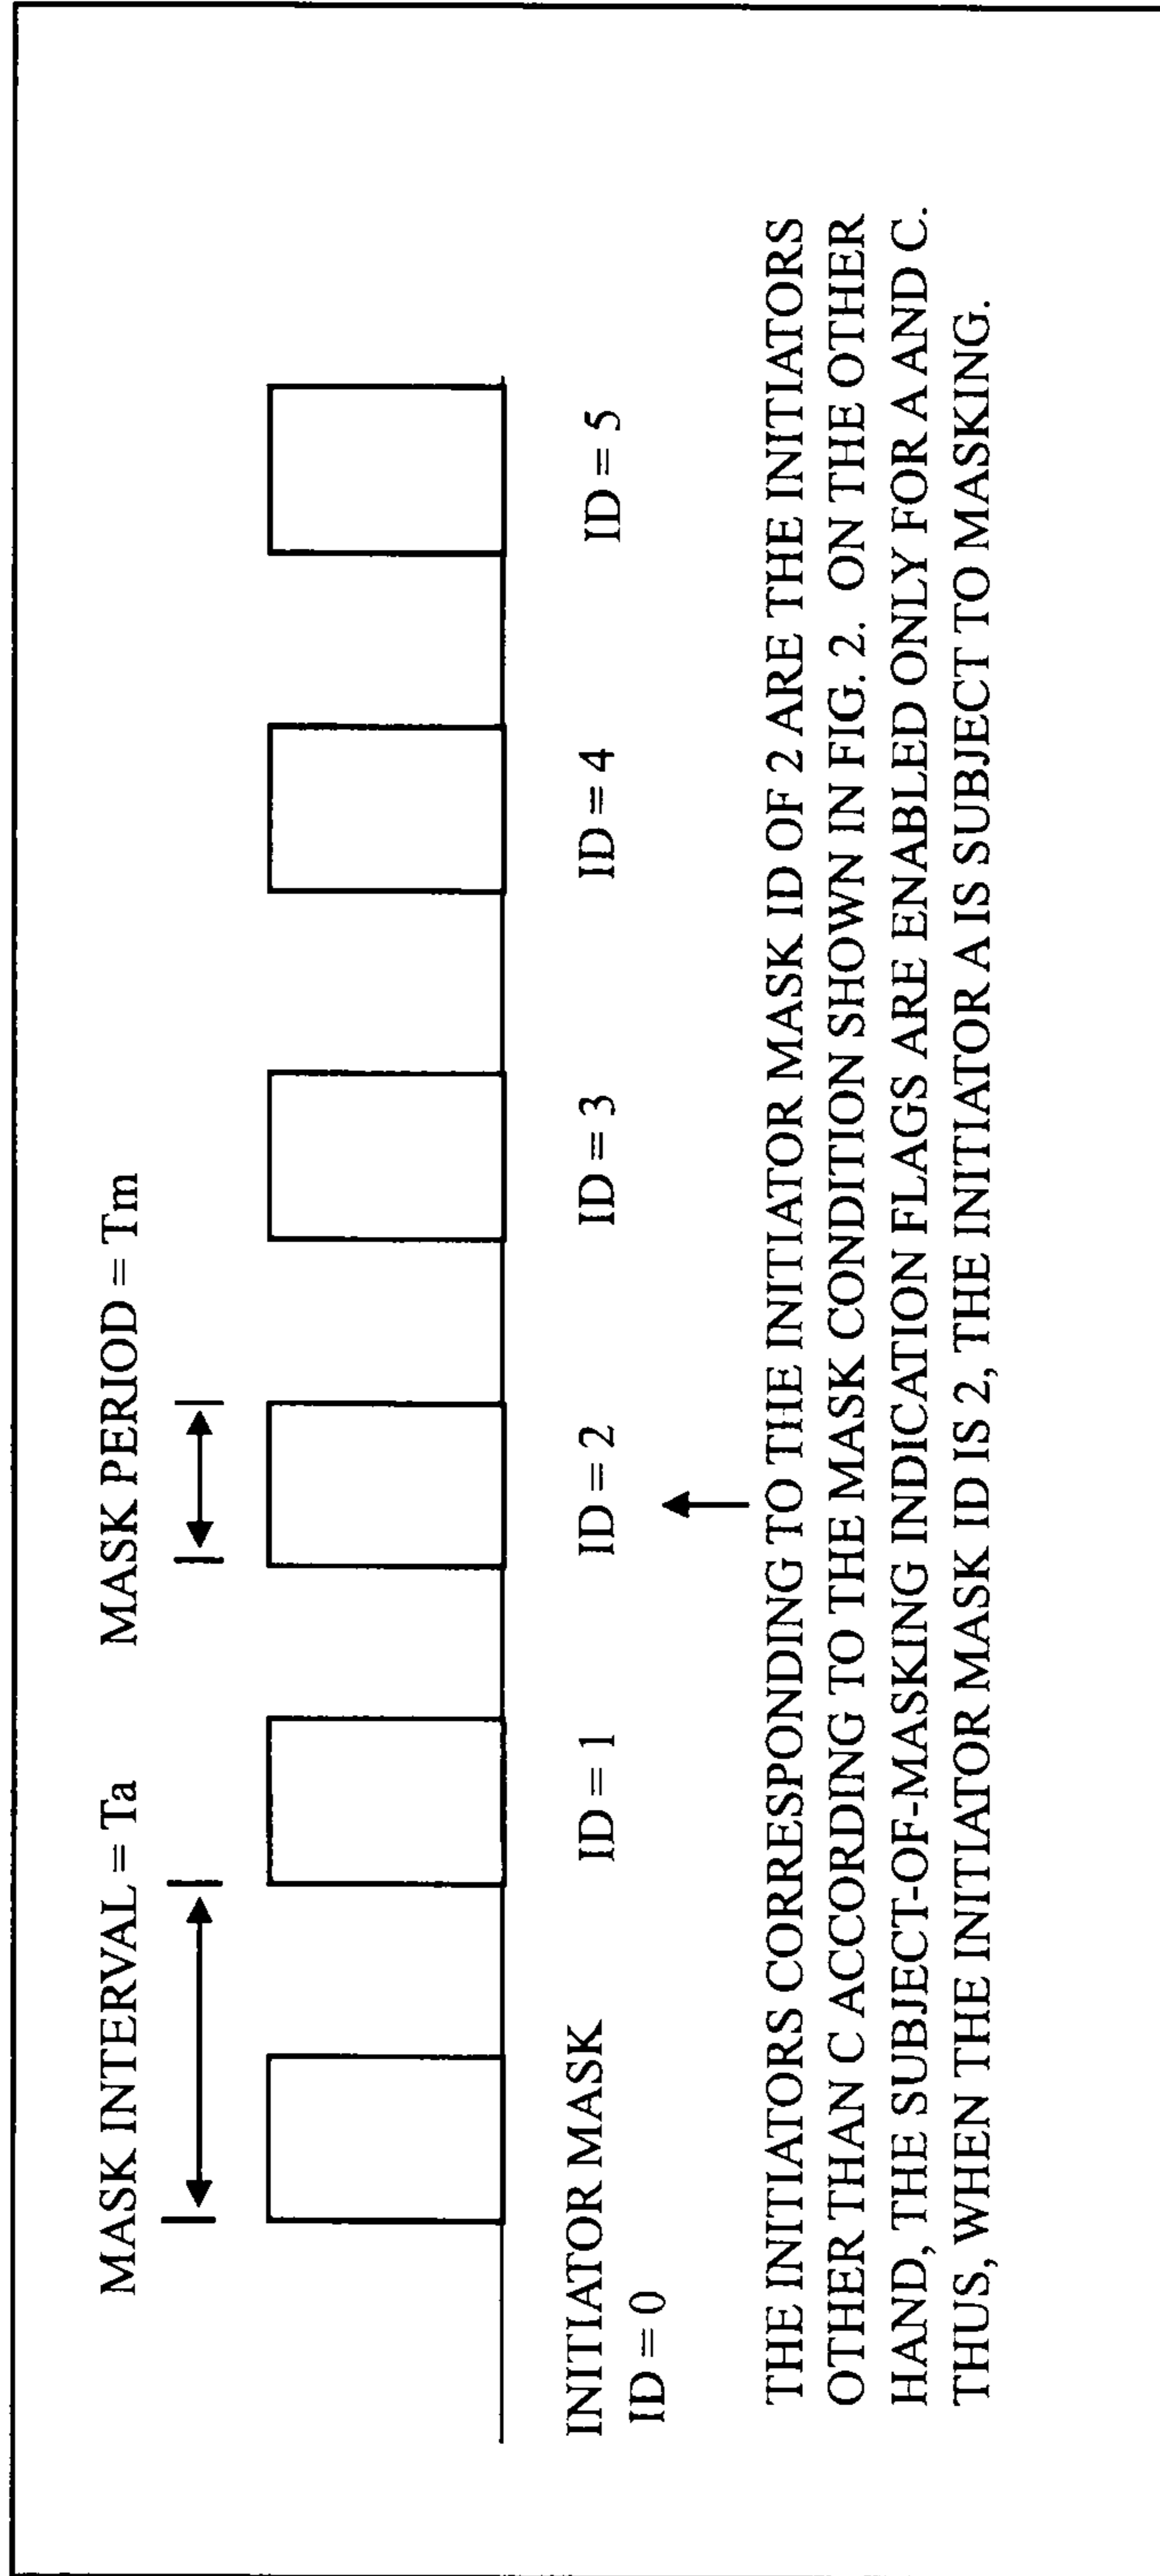 MASK INTERVAL = Ta
MASK PERIOD = Tm
INITIATOR MASK
ID = 0
ID = 1
ID = 2
ID = 3
ID = 4
ID = 5
THE INITIATORS CORRESPONDING TO THE INITIATOR MASK ID OF 2 ARE THE INITIATORS
OTHER THAN C ACCORDING TO THE MASK CONDITION SHOWN IN FIG. 2. ON THE OTHER
HAND, THE SUBJECT-OF-MASKING INDICATION FLAGS ARE ENABLED ONLY FOR A AND C.
THUS, WHEN THE INITIATOR MASK ID IS 2, THE INITIATOR A IS SUBJECT TO MASKING.